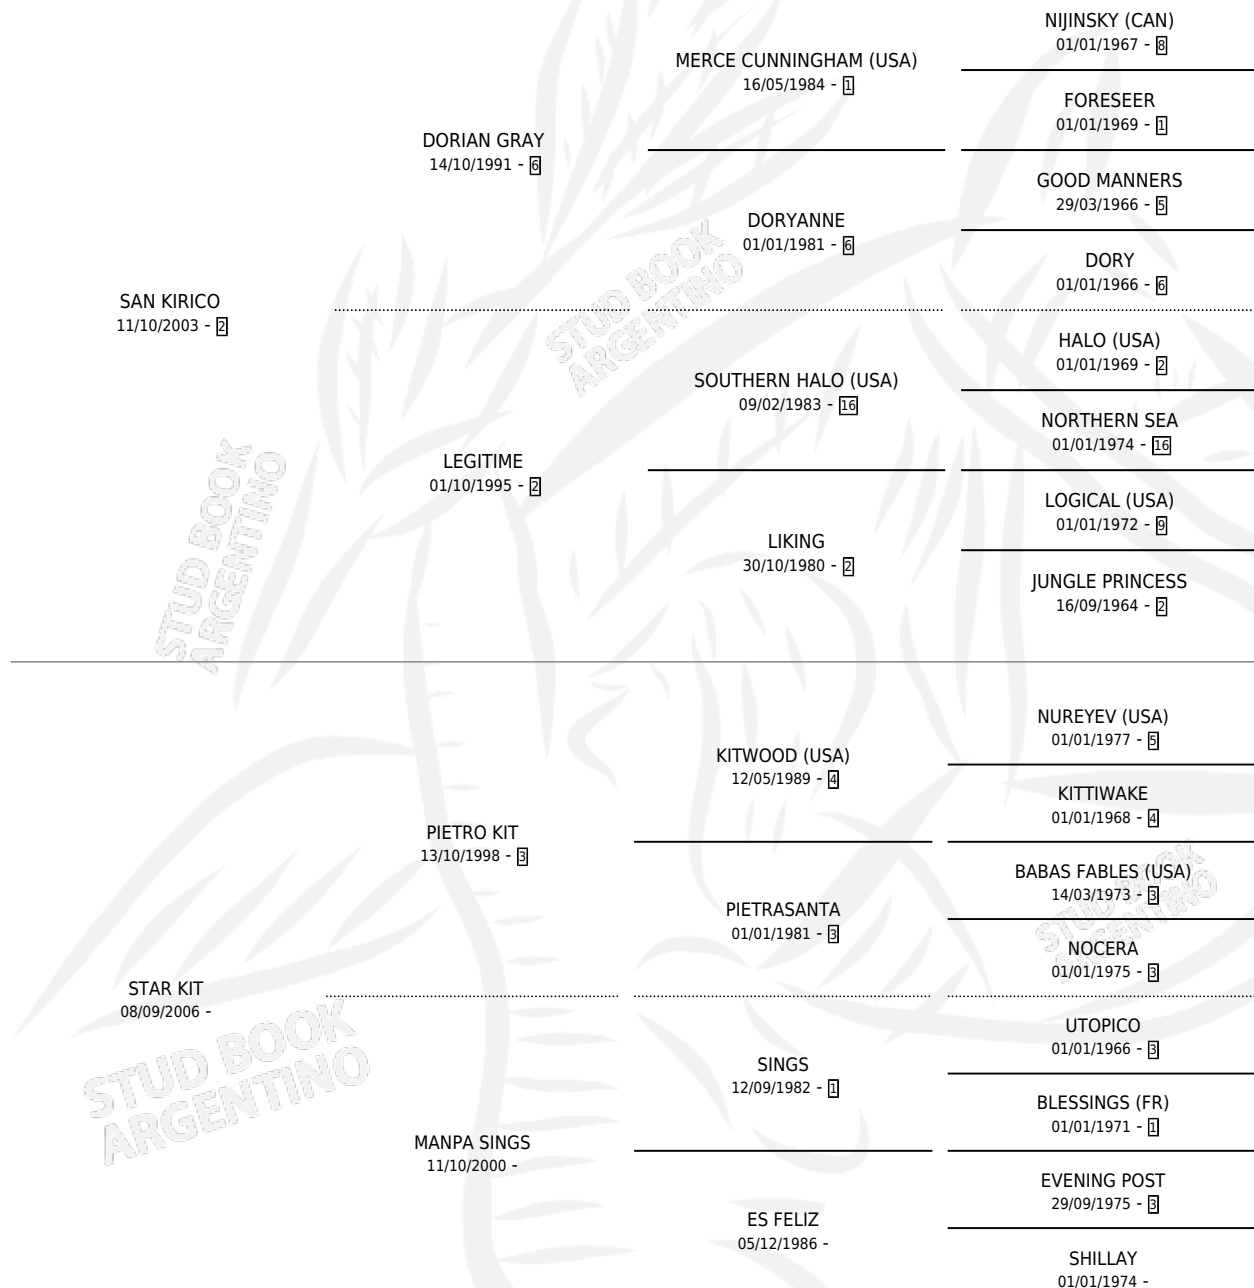 NIJINSKY (CAN)
01/01/1967 - 8
MERCE CUNNINGHAM (USA)
16/05/1984 - 1
FORESEER
01/01/1969 - 1
DORIAN GRAY
14/10/1991 - 6
GOOD MANNERS
29/03/1966 - 5
DORYANNE
01/01/1981 - 6
DORY
01/01/1966 - 6
SAN KIRICO
11/10/2003 - 2
HALO (USA)
01/01/1969 - 2
SOUTHERN HALO (USA)
09/02/1983 - 16
NORTHERN SEA
01/01/1974 - 16
LEGITIME
01/10/1995 - 2
LOGICAL (USA)
01/01/1972 - 9
LIKING
30/10/1980 - 2
JUNGLE PRINCESS
16/09/1964 - 2
NUREYEV (USA)
01/01/1977 - 5
KITWOOD (USA)
12/05/1989 - 4
KITTIWAKE
01/01/1968 - 4
PIETRO KIT
13/10/1998 - 3
BABAS FABLES (USA)
14/03/1973 - 3
PIETRASANTA
01/01/1981 - 3
NOCERA
01/01/1975 - 3
STAR KIT
08/09/2006 -
UTOPICO
01/01/1966 - 3
SINGS
12/09/1982 - 1
BLESSINGS (FR)
01/01/1971 - 1
MANPA SINGS
11/10/2000 -
EVENING POST
29/09/1975 - 3
ES FELIZ
05/12/1986 -
SHILLAY
01/01/1974 -
STUD BOOK
ARGENTINO
STUD BOOK
ARGENTINO
STUD BOOK
ARGENTINO
STUD BOOK
ARGENTINO